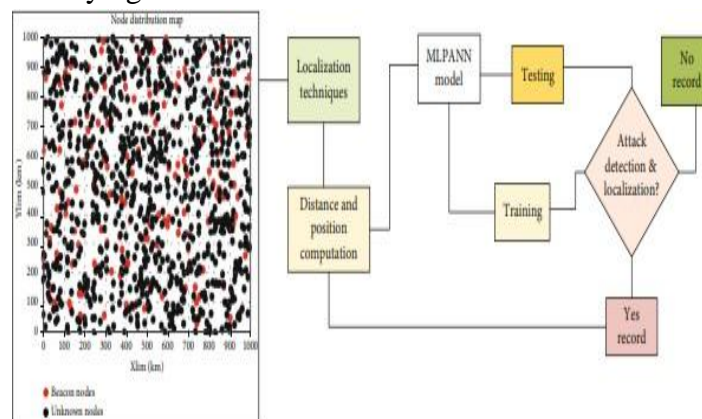 Node distribution map
1000
900
800
700
600
500
400
300
200
100
0
Ylim (km)
0 100 200 300 400 500 600 700 800 900 1000
Xlim (km)
Beacon nodes
Unknown nodes
Localization
techniques
Distance and
position
computation
MLPANN
model
Testing
Training
Attack
detection &
localization?
No
record
Yes
record